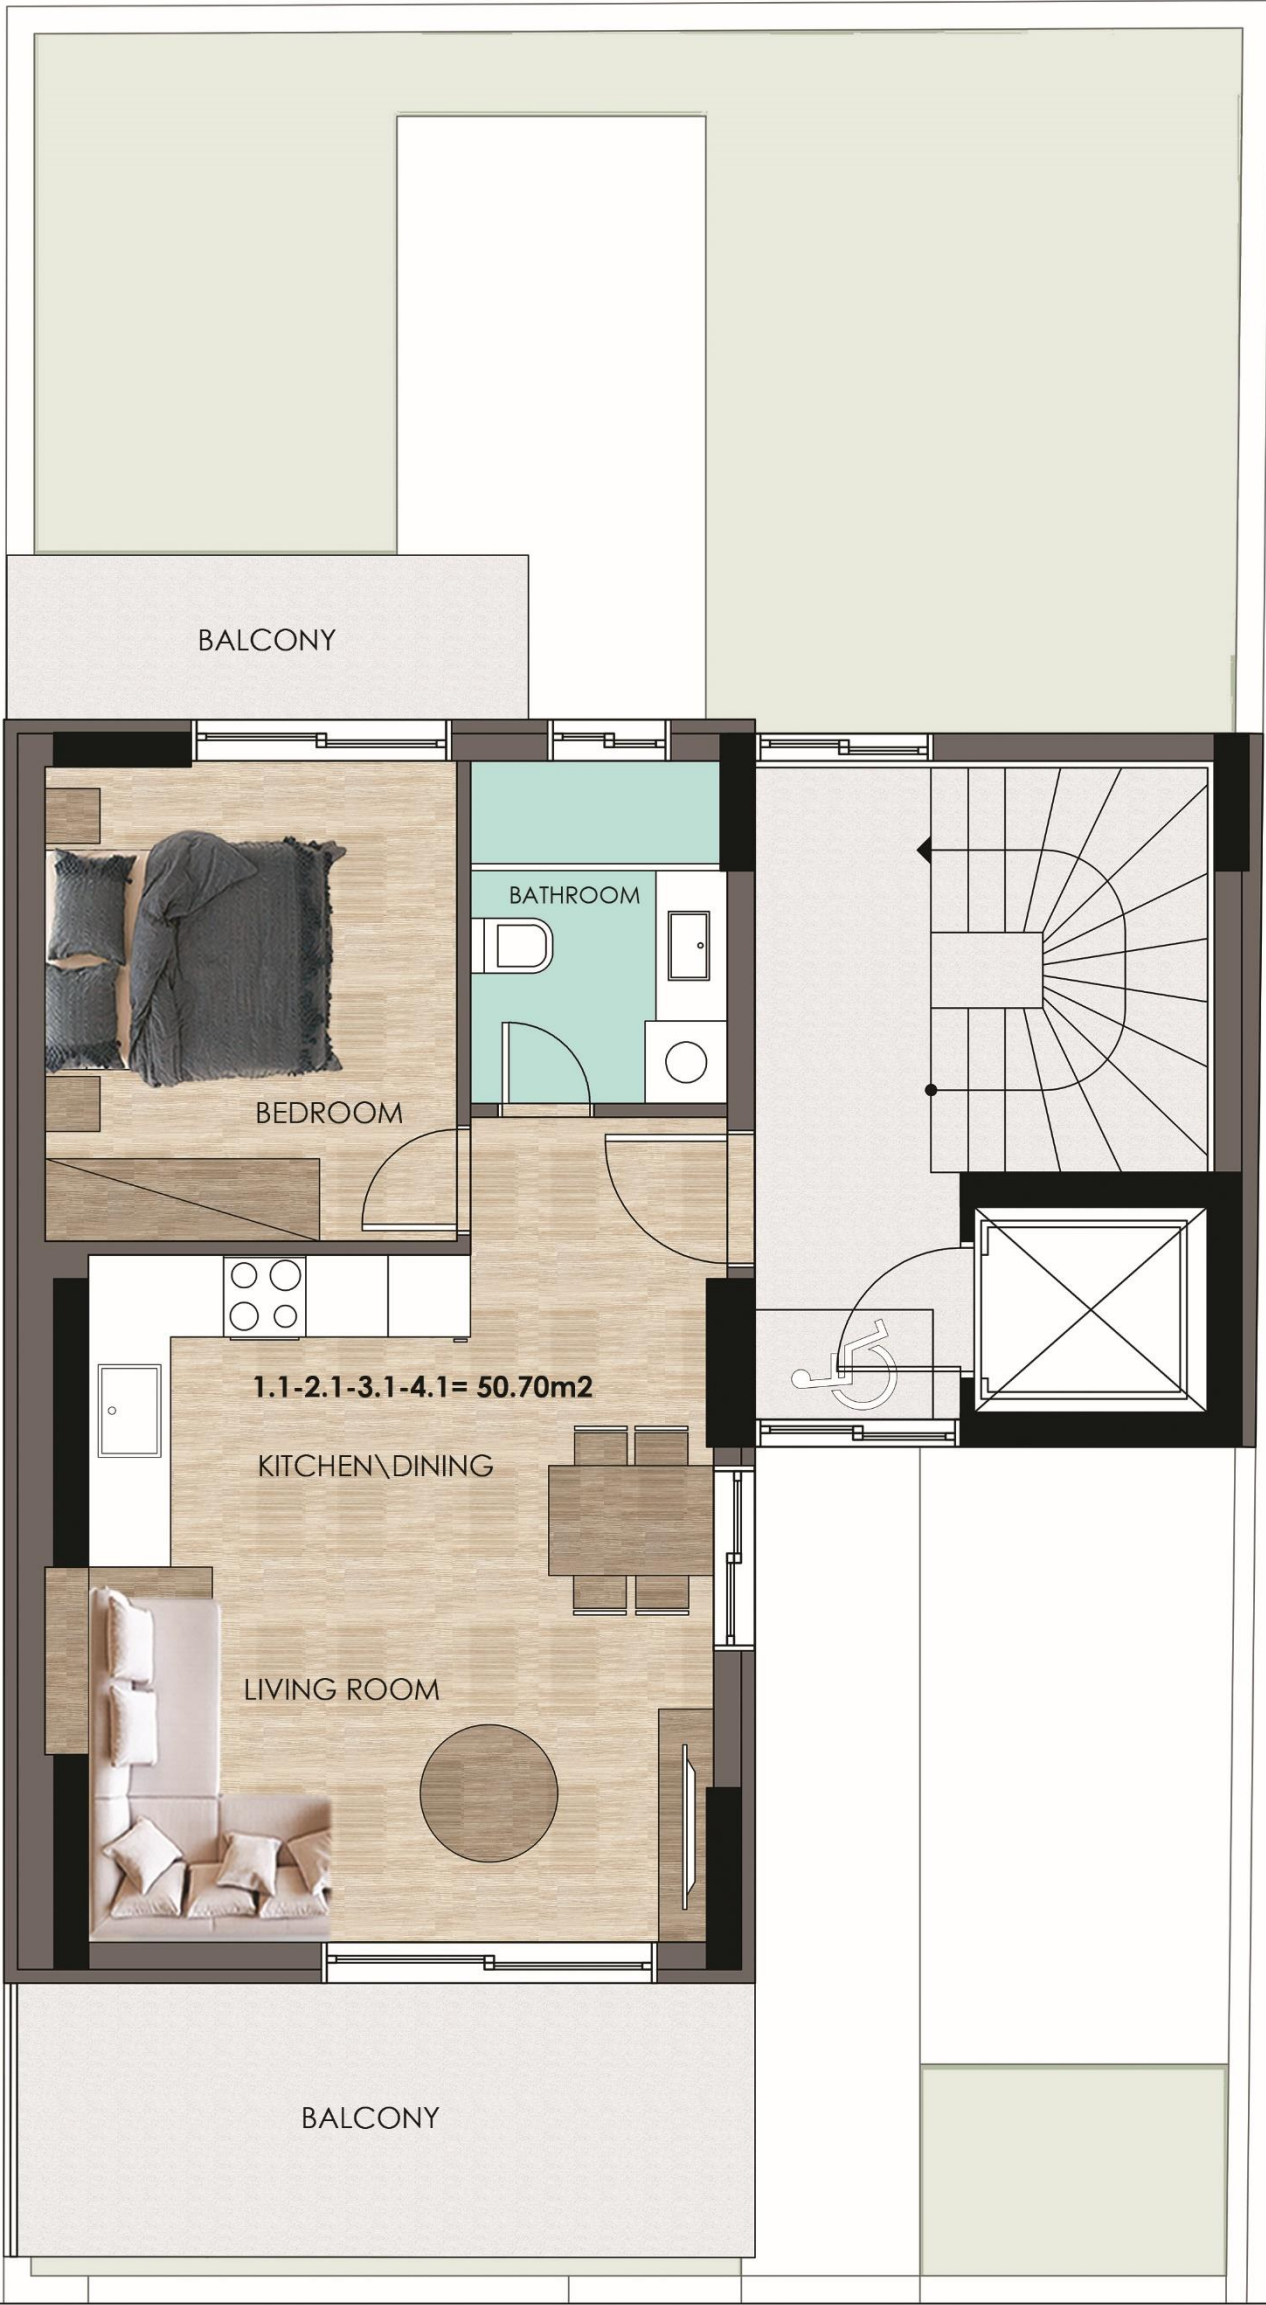 BALCONY
BATHROOM
BEDROOM
1.1-2.1-3.1-4.1= 50.70m2
KITCHEN\DINING
LIVING ROOM
BALCONY